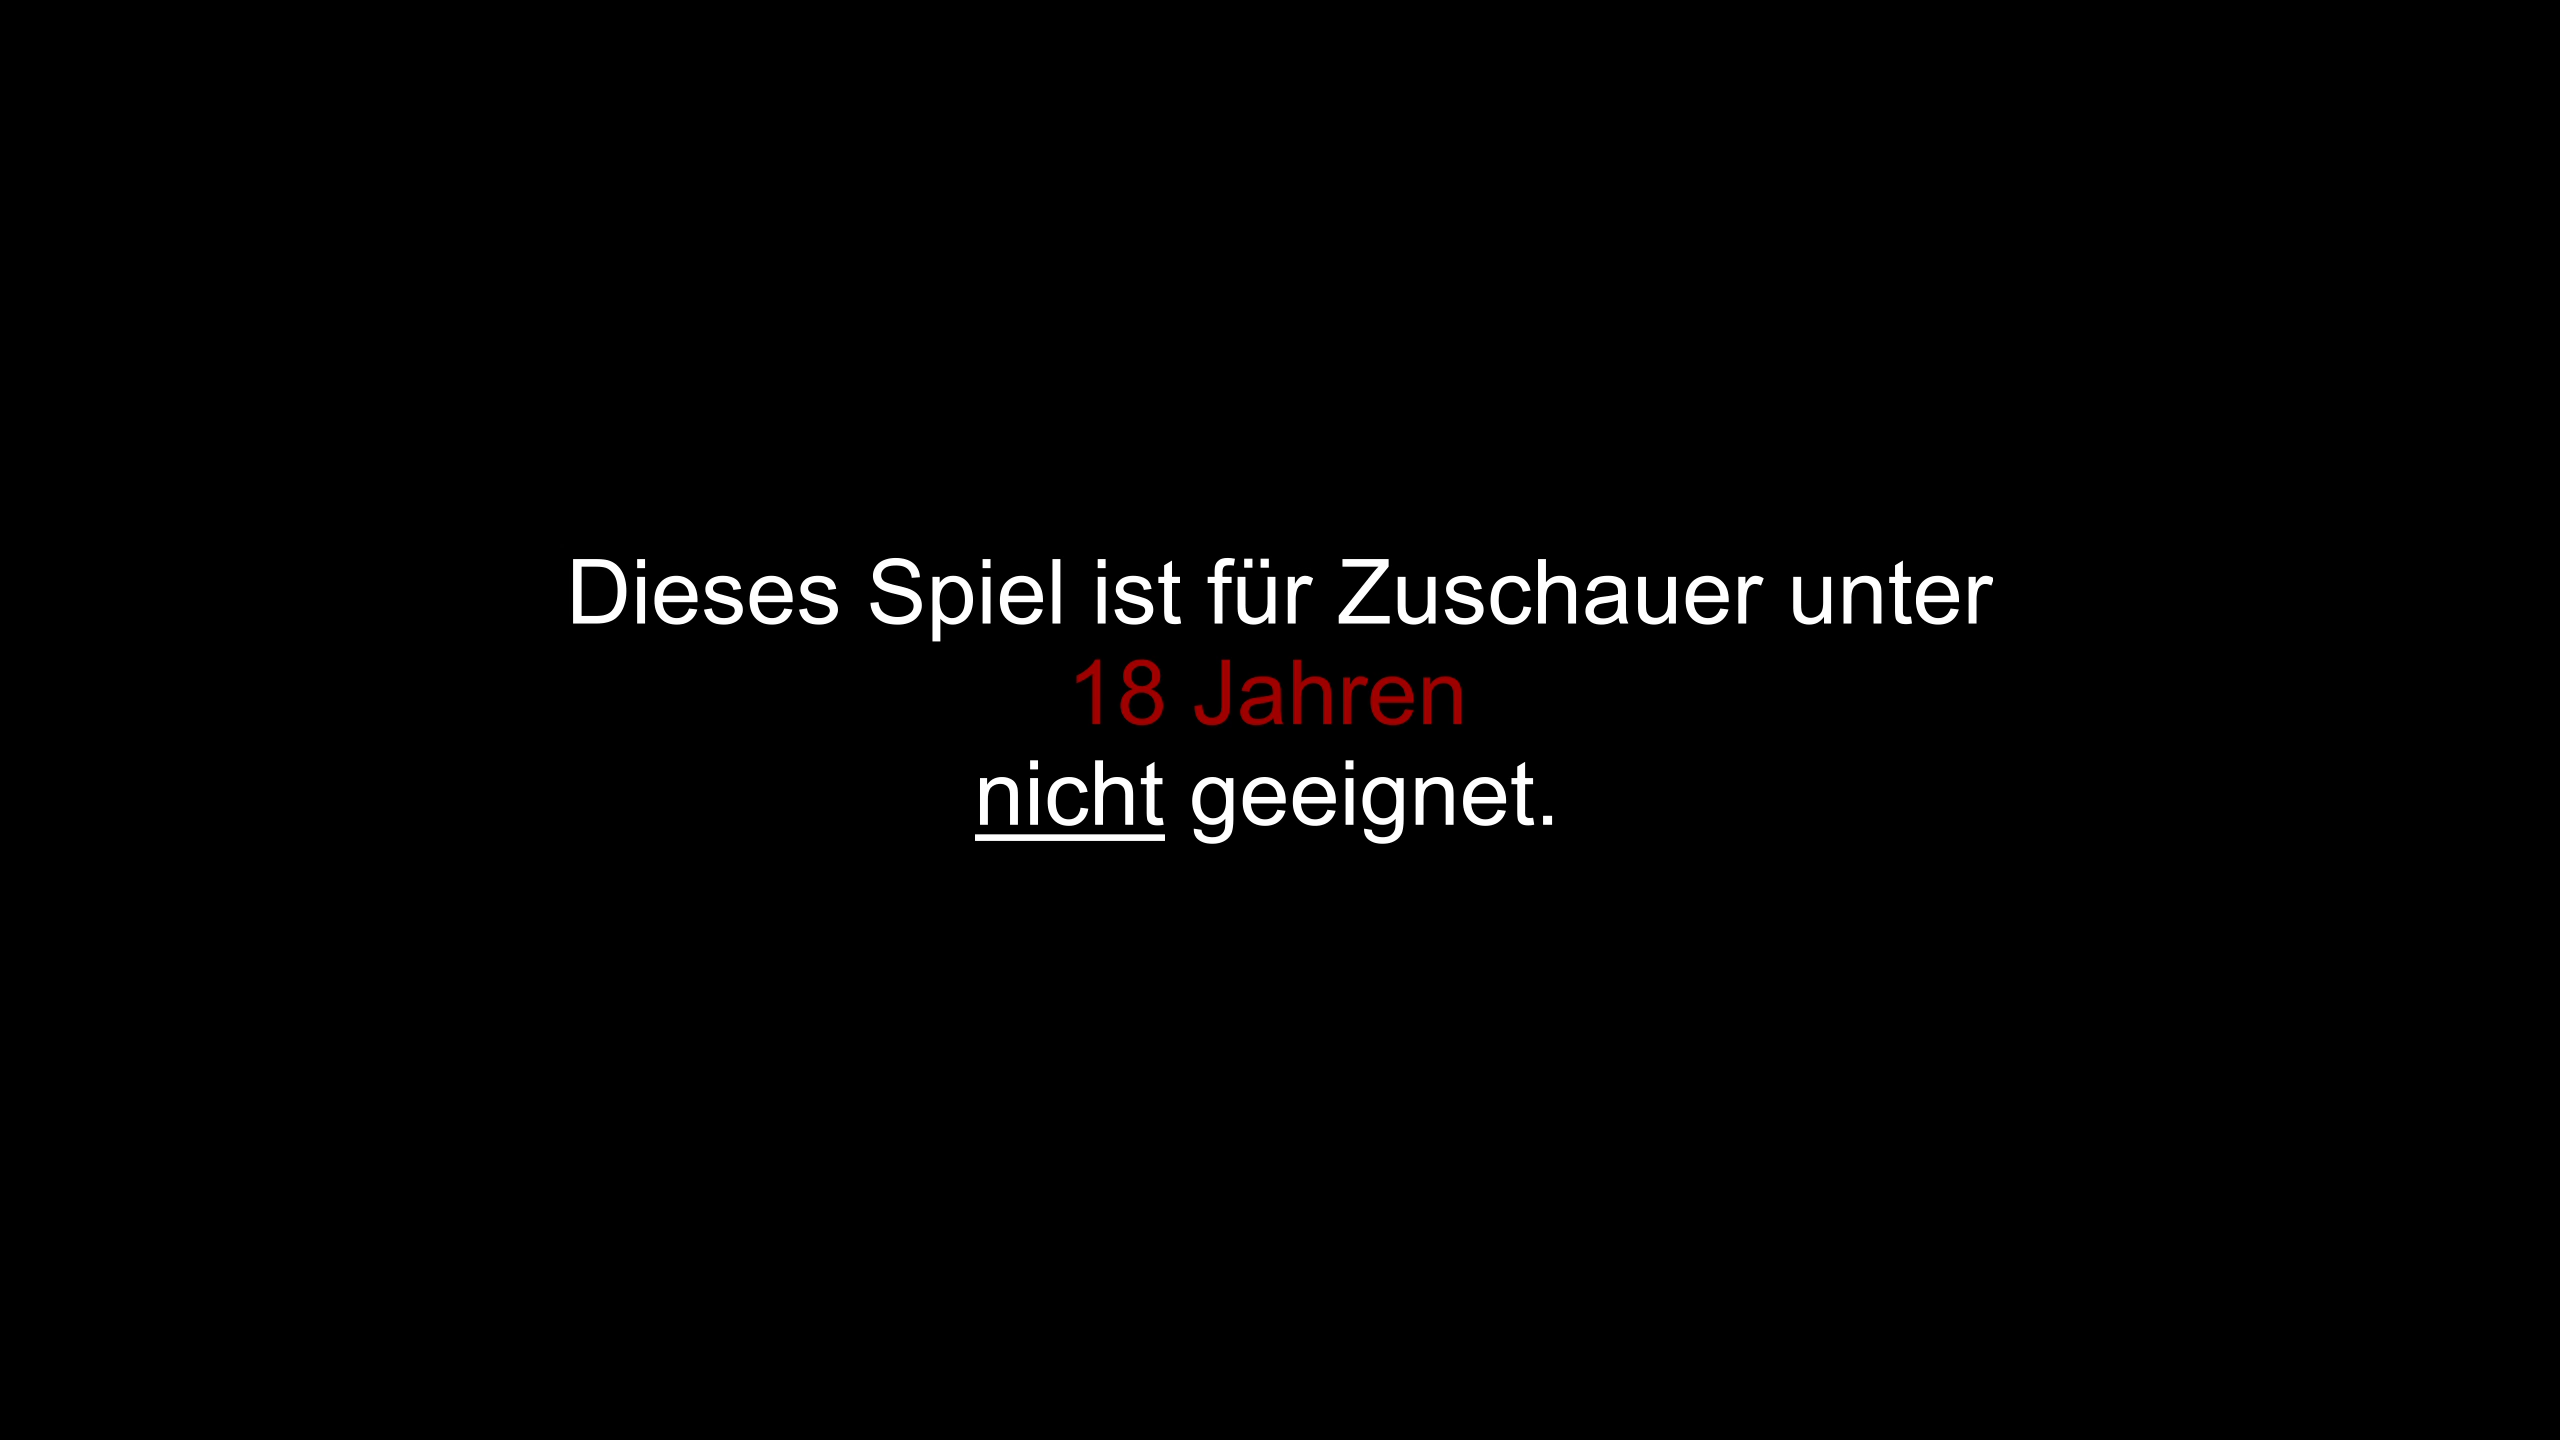 Dieses Spiel ist für Zuschauer unter
18 Jahren
nicht geeignet.